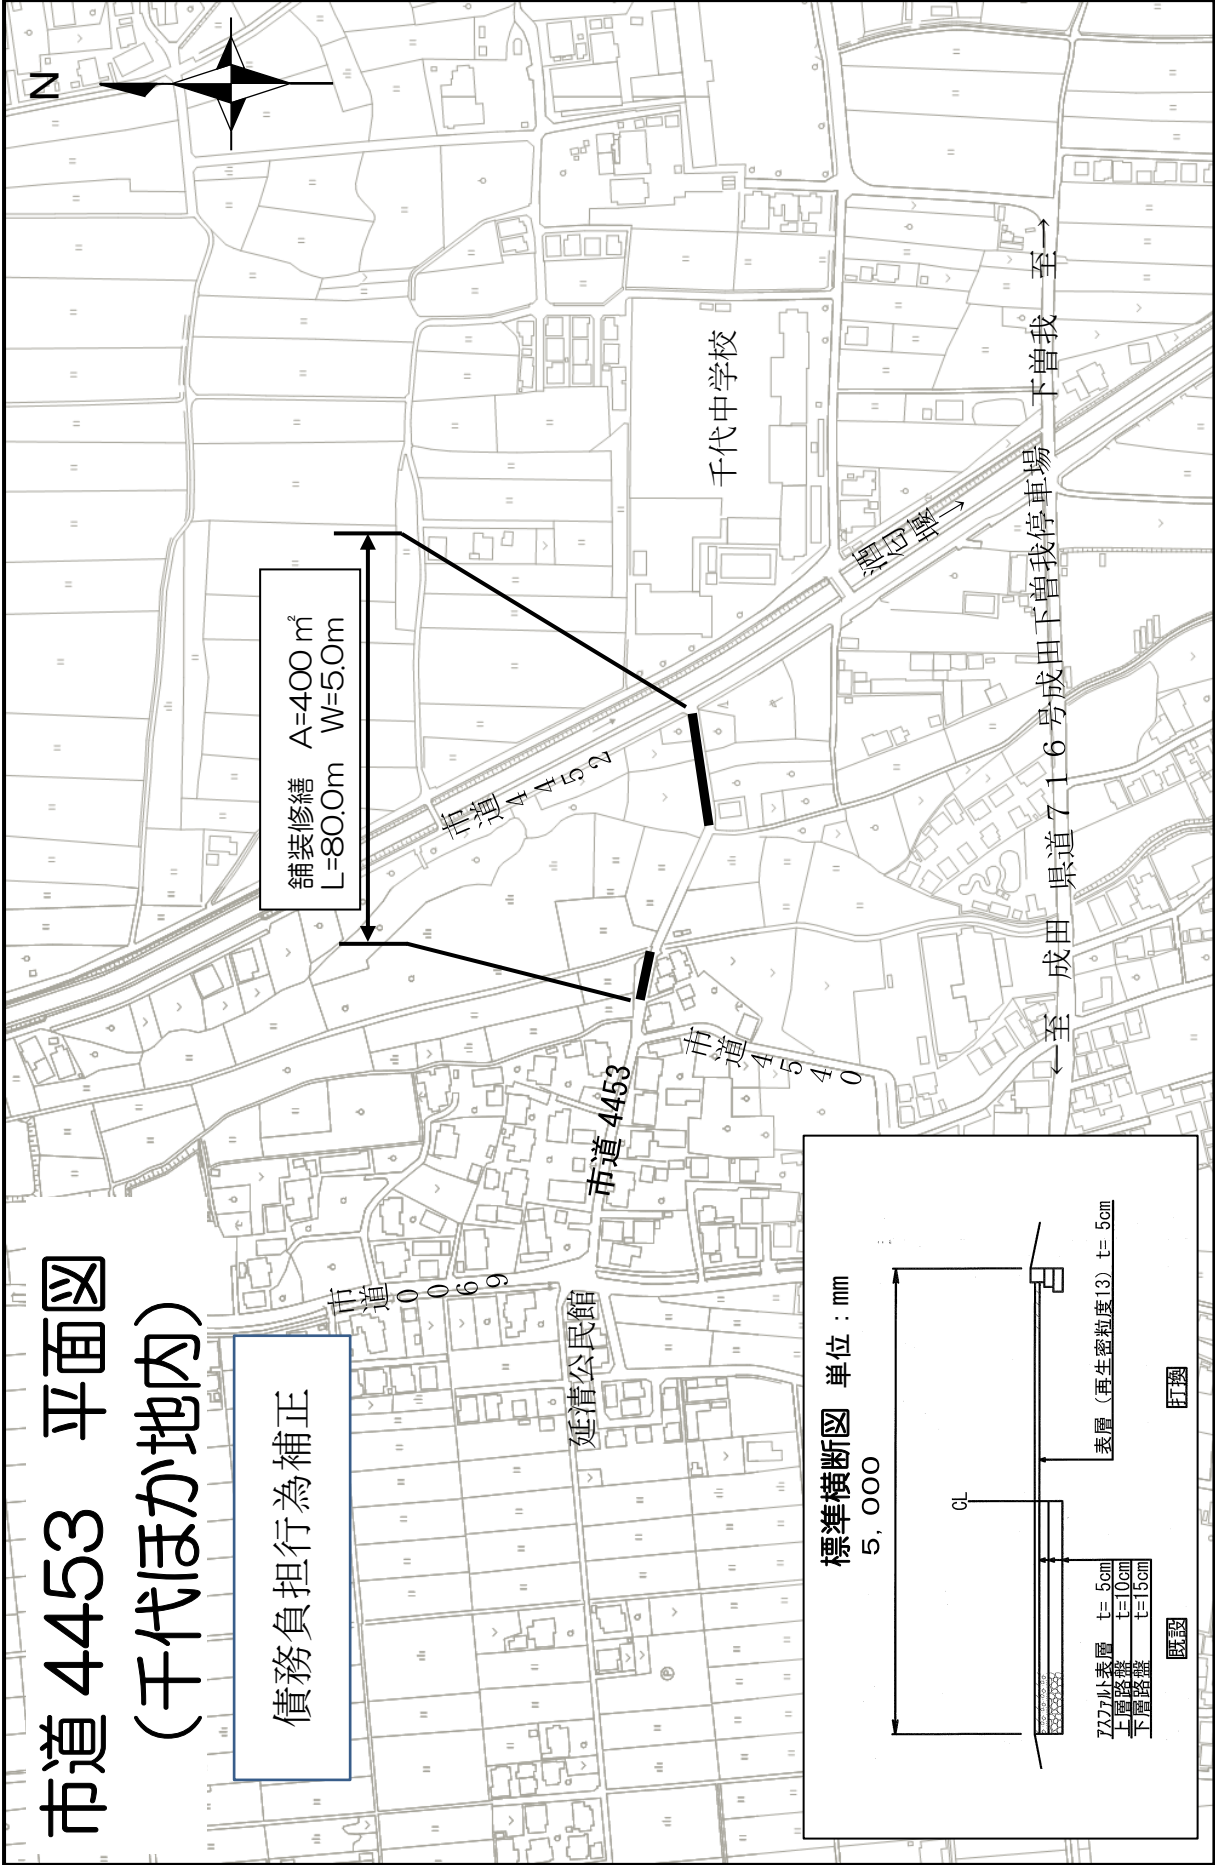 市道 4453　平面図
(千代ほか地内)
債務負担行為補正
N
舗装修繕　A=400 ㎡
L=80.0m　W=5.0m
市道４４５２
千代中学校
酒匂堰→
市道 4453
市道４５４０
市道００６９
延清公民館
←至　成田　県道７１６号成田下曽我停車場　下曽我　至→
標準横断図　単位：mm
5, 000
CL
ｱｽﾌｧﾙﾄ表層　t= 5cm
上層路盤　t=10cm
下層路盤　t=15cm
既設
表層（再生密粒度13）t= 5cm
打換